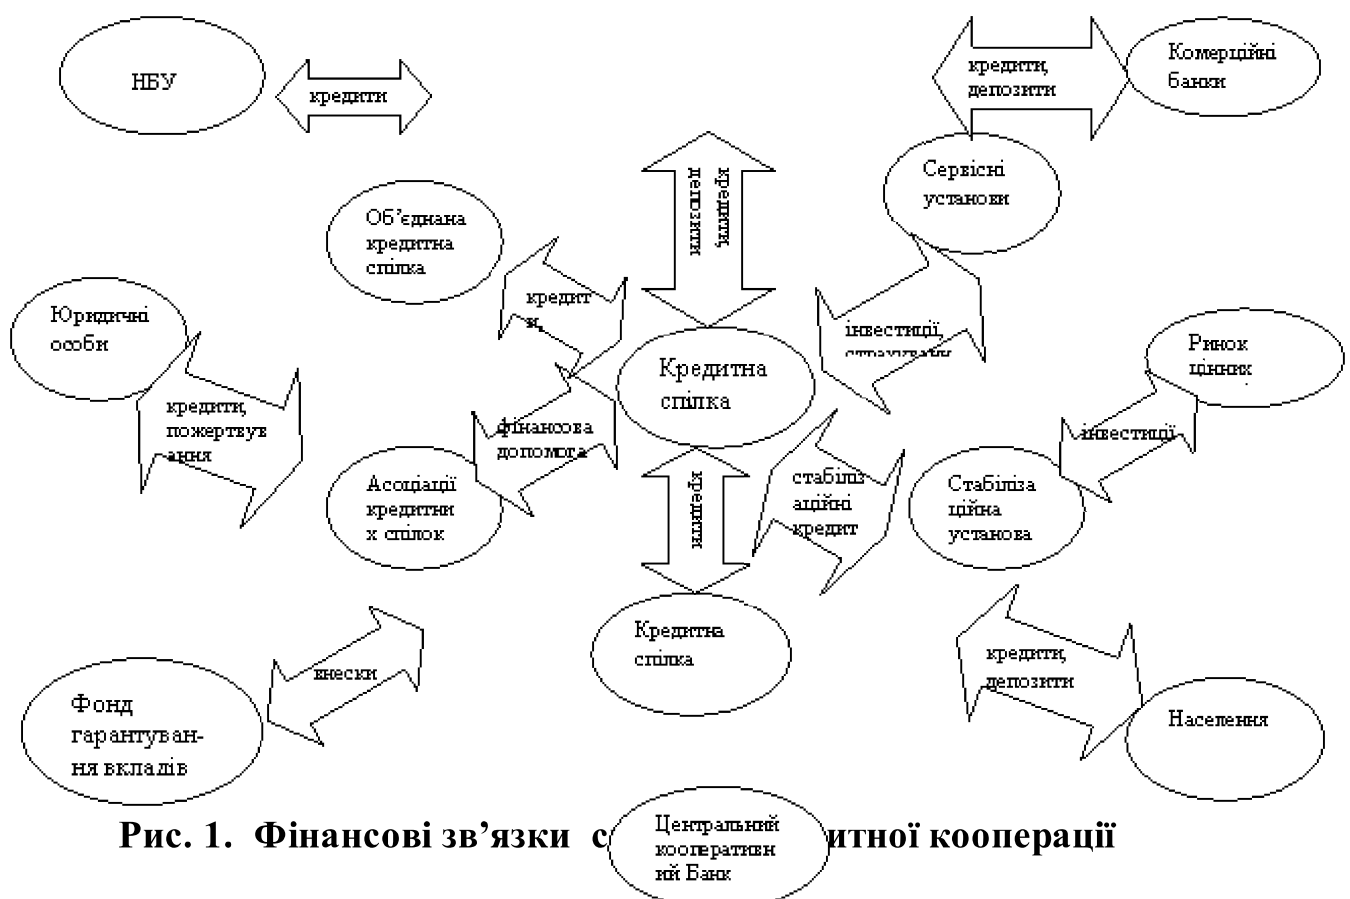 НБУ
кредити
кредити,
депозити
Комерційні
банки
Сервісні
установи
кредити,
депозити
Об’єднана
кредитна
спілка
кредит
и,
Юридичні
особи
кредити,
пожертвув
ання
Кредитна
спілка
інвестиції,
Ринок
цінних
фінансова
допомога
інвестиції
Асоціації
кредитни
х спілок
кредити
стабіліз
аційні
кредит
Стабіліза
ційна
установа
внески
Кредитна
спілка
кредити,
депозити
Фонд
гарантуван-
ня вкладів
Населення
Рис. 1. Фінансові зв’язки с
итної кооперації
Центральний
кооперативн
ий Банк